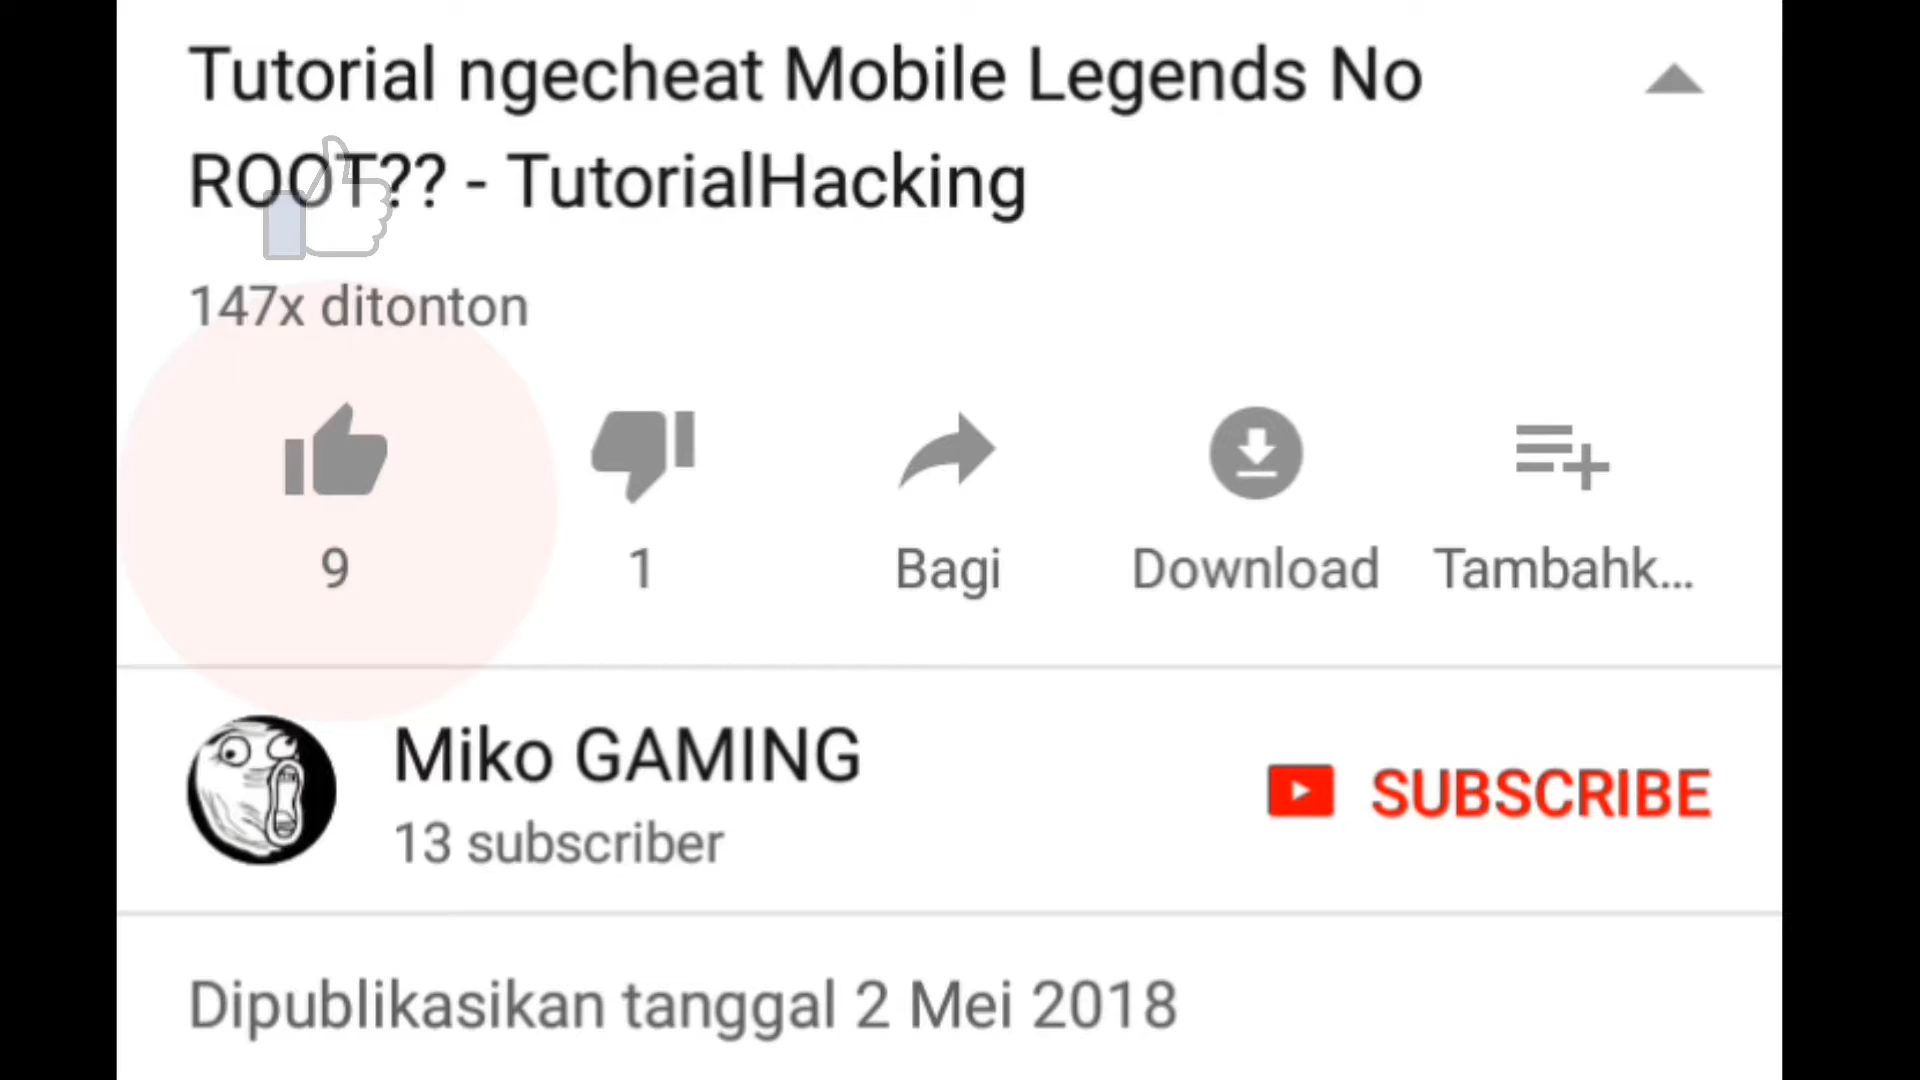 Tutorial ngecheat Mobile Legends No
ROOT?? - TutorialHacking
147x ditonton
9
1
Bagi
Download
Tambahk...
Miko GAMING
13 subscriber
SUBSCRIBE
Dipublikasikan tanggal 2 Mei 2018